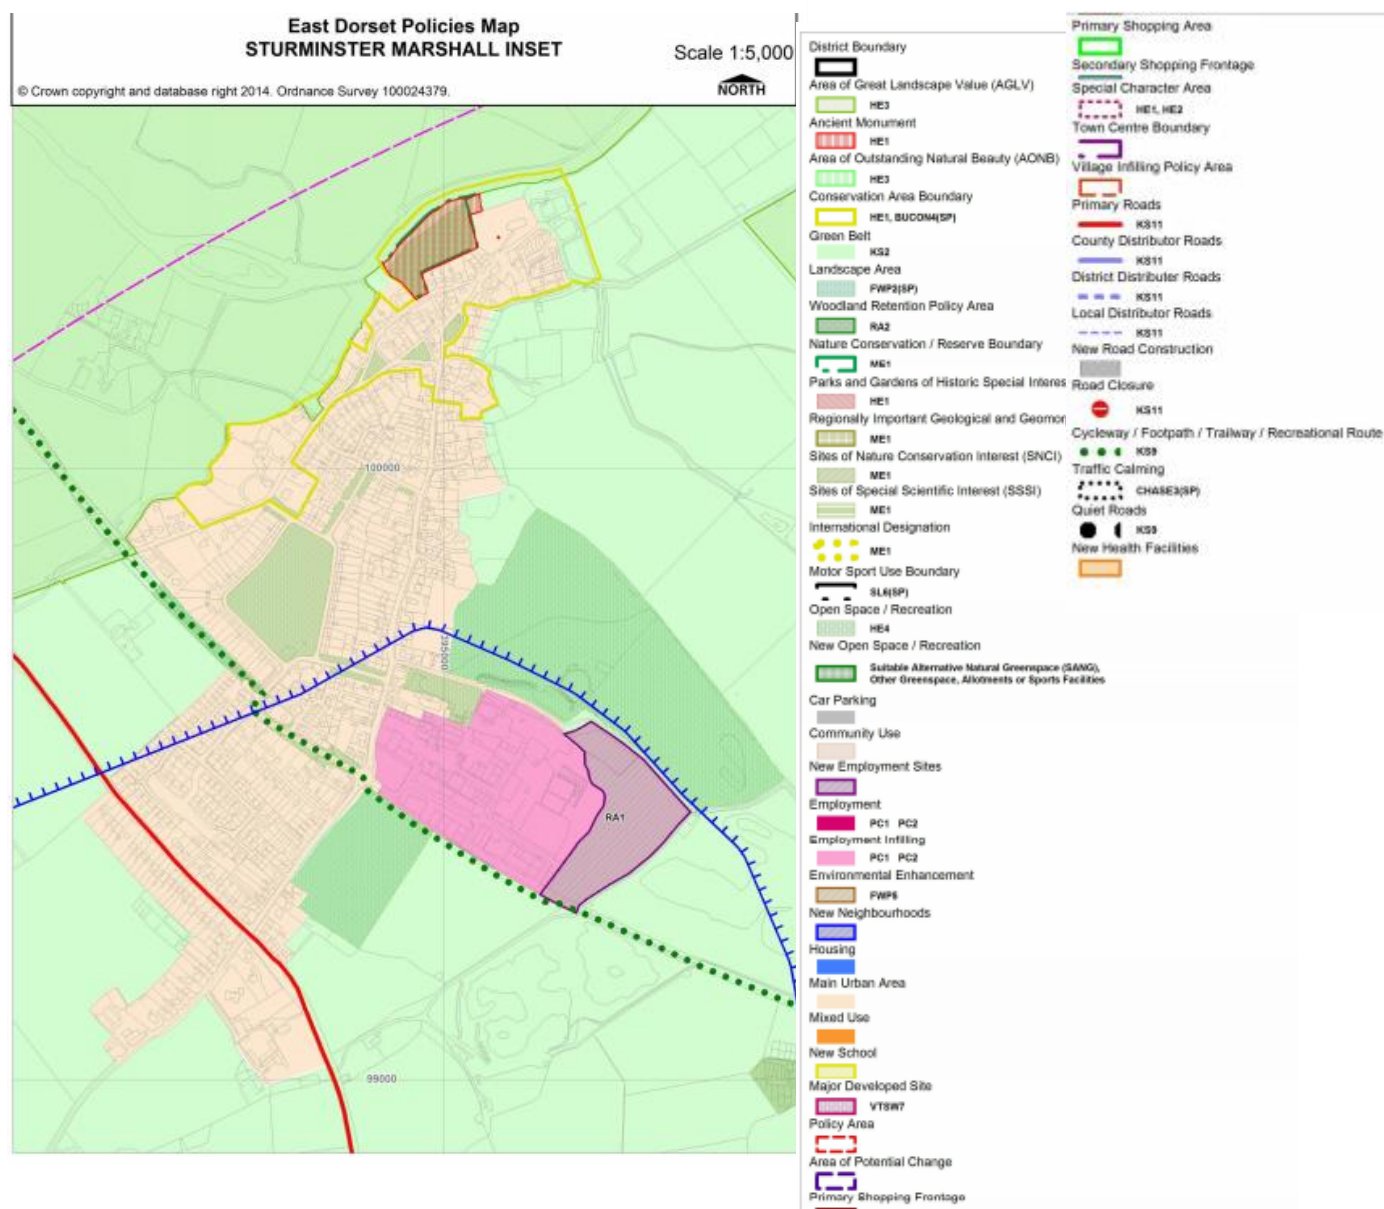 East Dorset Policies Map
STURMINSTER MARSHALL INSET
Scale 1:5,000
NORTH
© Crown copyright and database right 2014. Ordnance Survey 100024379.
100000
395000
RA1
99000
District Boundary
Area of Great Landscape Value (AGLV)
HE3
Ancient Monument
HE1
Area of Outstanding Natural Beauty (AONB)
HE3
Conservation Area Boundary
HE1, BUCON4(SP)
Green Belt
KS2
Landscape Area
FWP2(SP)
Woodland Retention Policy Area
RA2
Nature Conservation / Reserve Boundary
ME1
Parks and Gardens of Historic Special Interes
HE1
Regionally Important Geological and Geomor
ME1
Sites of Nature Conservation Interest (SNCI)
ME1
Sites of Special Scientific Interest (SSSI)
ME1
International Designation
ME1
Motor Sport Use Boundary
SL6(SP)
Open Space / Recreation
HE4
New Open Space / Recreation
Suitable Alternative Natural Greenspace (SANG),
Other Greenspace, Allotments or Sports Facilities
Car Parking
Community Use
New Employment Sites
Employment
PC1 PC2
Employment Infilling
PC1 PC2
Environmental Enhancement
FWP5
New Neighbourhoods
Housing
Main Urban Area
Mixed Use
New School
Major Developed Site
VTSW7
Policy Area
Area of Potential Change
Primary Shopping Frontage
Primary Shopping Area
Secondary Shopping Frontage
Special Character Area
HE1, HE2
Town Centre Boundary
Village Infilling Policy Area
Primary Roads
KS11
County Distributor Roads
KS11
District Distributer Roads
KS11
Local Distributor Roads
KS11
New Road Construction
Road Closure
KS11
Cycleway / Footpath / Trailway / Recreational Route
KS9
Traffic Calming
CHASE3(SP)
Quiet Roads
KS9
New Health Facilities